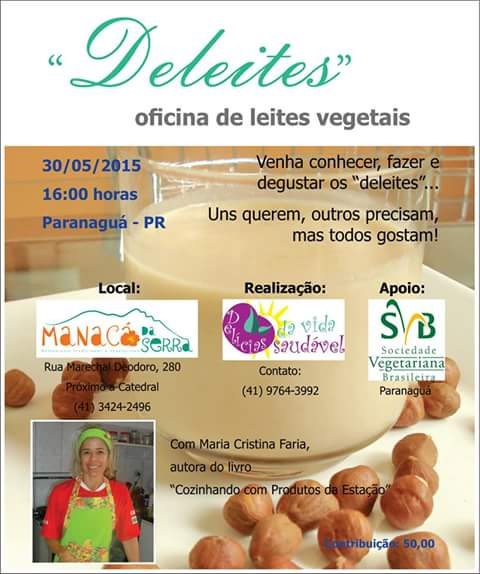 “Deleites”
oficina de leites vegetais
30/05/2015
16:00 horas
Paranaguá - PR
Venha conhecer, fazer e
degustar os “deleites”...
Uns querem, outros precisam,
mas todos gostam!
Local:
MANACÁ DA SERRA
Rua Marechal Deodoro, 280
Próximo a Catedral
(41) 3424-2496
Realização:
Delícias da vida saudável
Contato:
(41) 9764-3992
Apoio:
SVB
Sociedade
Vegetariana
Brasileira
Paranaguá
Com Maria Cristina Faria,
autora do livro
“Cozinhando com Produtos da Estação”
Contribuição: 50,00